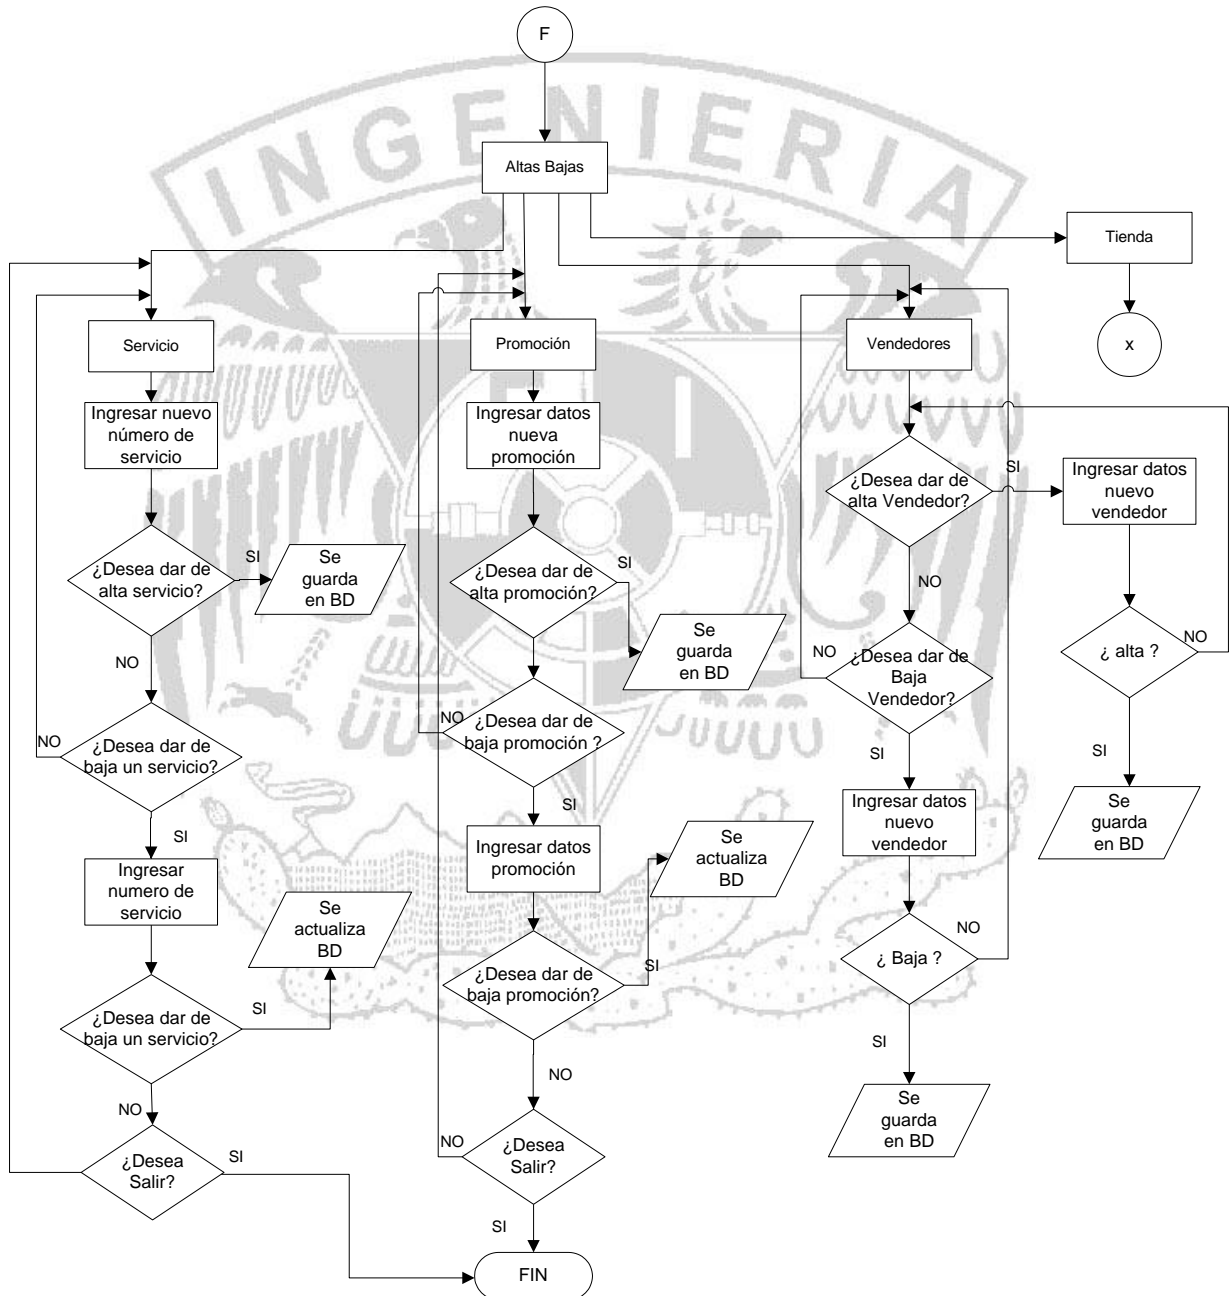 F
INGENIERIA
Altas Bajas
Tienda
x
Servicio
Promoción
Vendedores
Ingresar nuevo
número de
servicio
Ingresar datos
nueva
promoción
¿Desea dar de
alta Vendedor?
SI
Ingresar datos
nuevo
vendedor
¿Desea dar de
alta servicio?
SI
Se
guarda
en BD
NO
¿Desea dar de
alta promoción?
SI
Se
guarda
en BD
NO
NO
¿Desea dar de
Baja
Vendedor?
NO
¿ alta ?
NO
SI
Se
guarda
en BD
NO
¿Desea dar de
baja un servicio?
SI
NO
¿Desea dar de
baja promoción ?
SI
SI
Ingresar datos
nuevo
vendedor
Ingresar
numero de
servicio
Ingresar datos
promoción
Se
actualiza
BD
Se
actualiza
BD
¿Desea dar de
baja un servicio?
SI
NO
¿Desea dar de
baja promoción?
SI
NO
¿ Baja ?
NO
SI
Se
guarda
en BD
¿Desea
Salir?
SI
NO
¿Desea
Salir?
SI
FIN